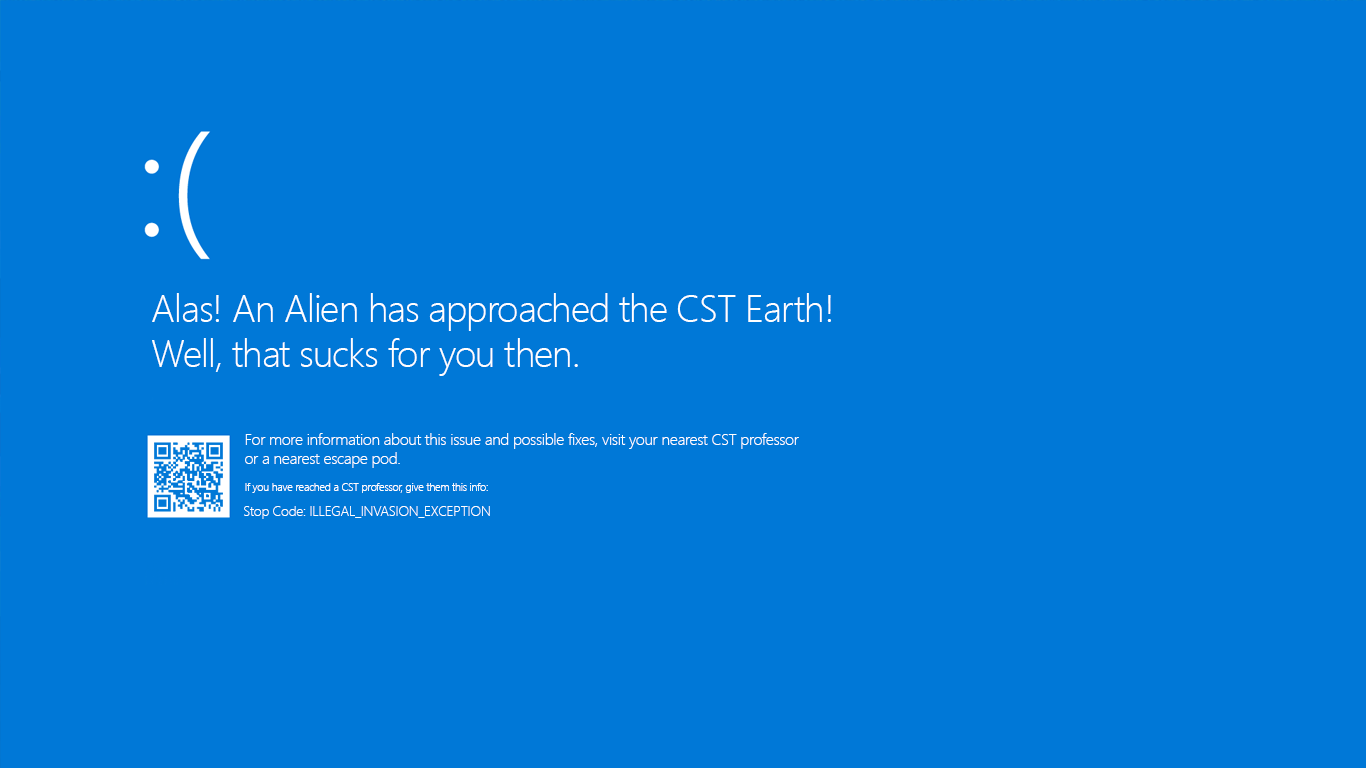 :(
Alas! An Alien has approached the CST Earth!
Well, that sucks for you then.
For more information about this issue and possible fixes, visit your nearest CST professor
or a nearest escape pod.
If you have reached a CST professor, give them this info:
Stop Code: ILLEGAL_INVASION_EXCEPTION